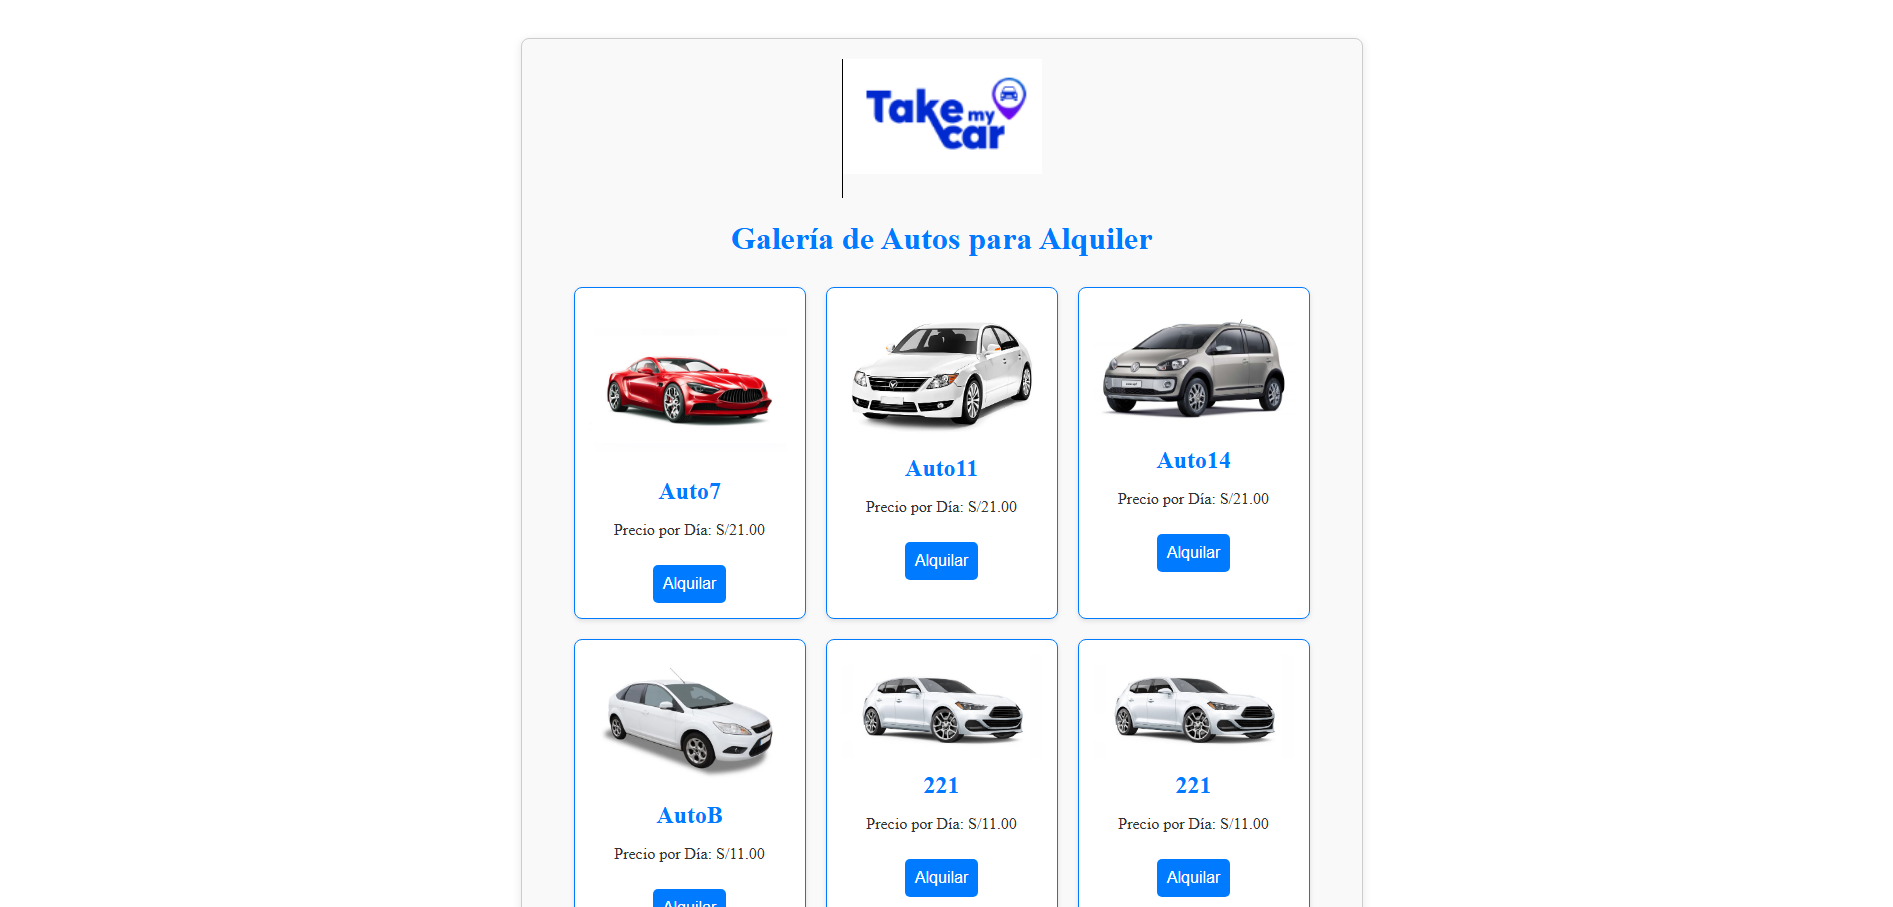 Take my
car
Galería de Autos para Alquiler
Auto7
Precio por Día: S/21.00
Alquilar
Auto11
Precio por Día: S/21.00
Alquilar
Auto14
Precio por Día: S/21.00
Alquilar
AutoB
Precio por Día: S/11.00
Alquilar
221
Precio por Día: S/11.00
Alquilar
221
Precio por Día: S/11.00
Alquilar